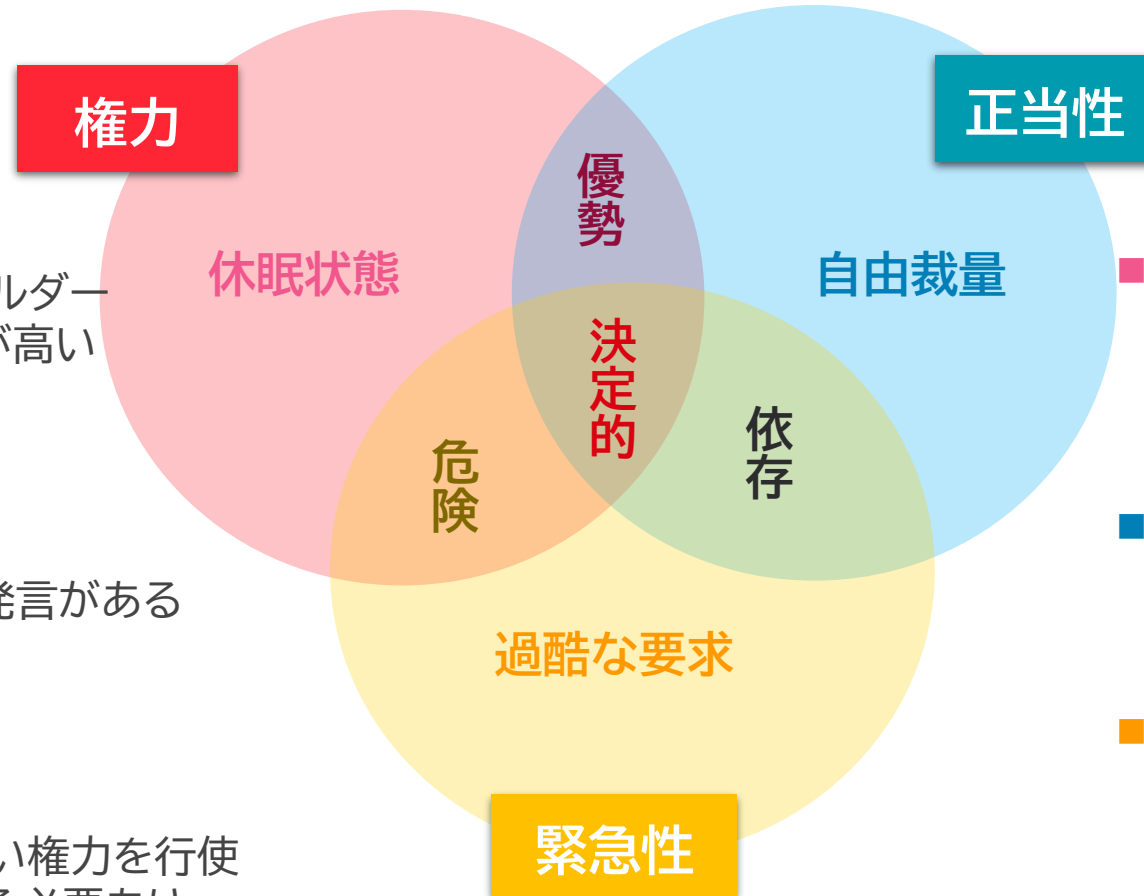 権力
正当性
優勢
休眠状態
自由裁量
ルダー
が高い
決定的
危険
依存
発言がある
過酷な要求
緊急性
い権力を行使